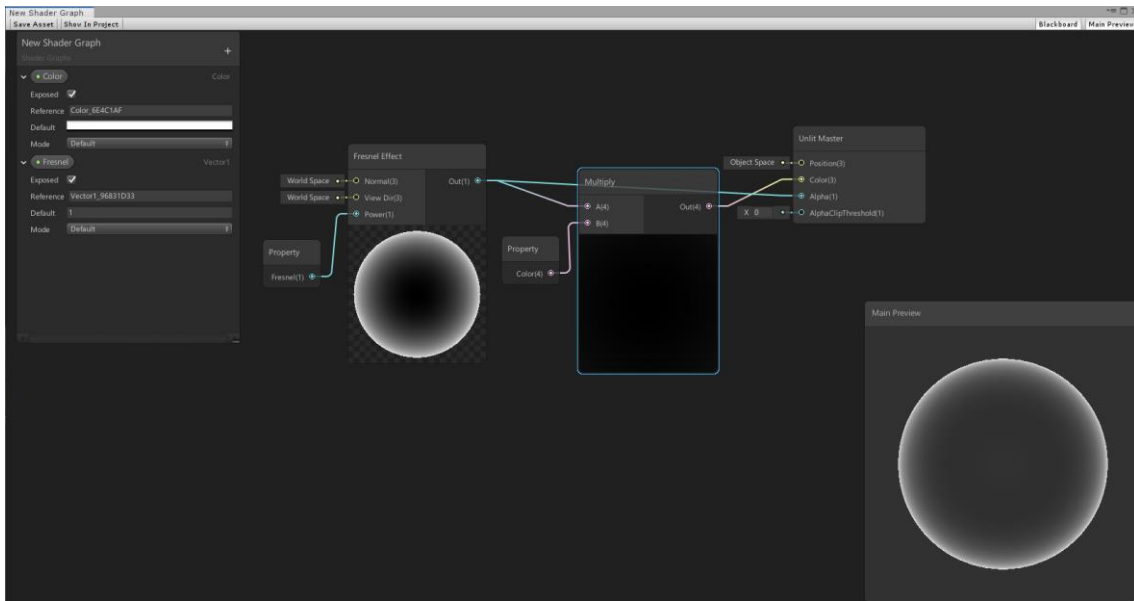 New Shader Graph
Save Asset Show In Project
Blackboard Main Preview
New Shader Graph
Shader Graphs
Color Color
Exposed
Reference Color_6E4C1AF
Default
Mode Default
Fresnel Vector1
Exposed
Reference Vector1_96831D33
Default 1
Mode Default
Fresnel Effect
World Space Normal(3) Out(1)
World Space View Dir(3)
Power(1)
Property
Fresnel(1)
Multiply
A(4) Out(4)
B(4)
Property
Color(4)
Unlit Master
Object Space Position(3)
Color(3)
Alpha(1)
X 0 AlphaClipThreshold(1)
Main Preview